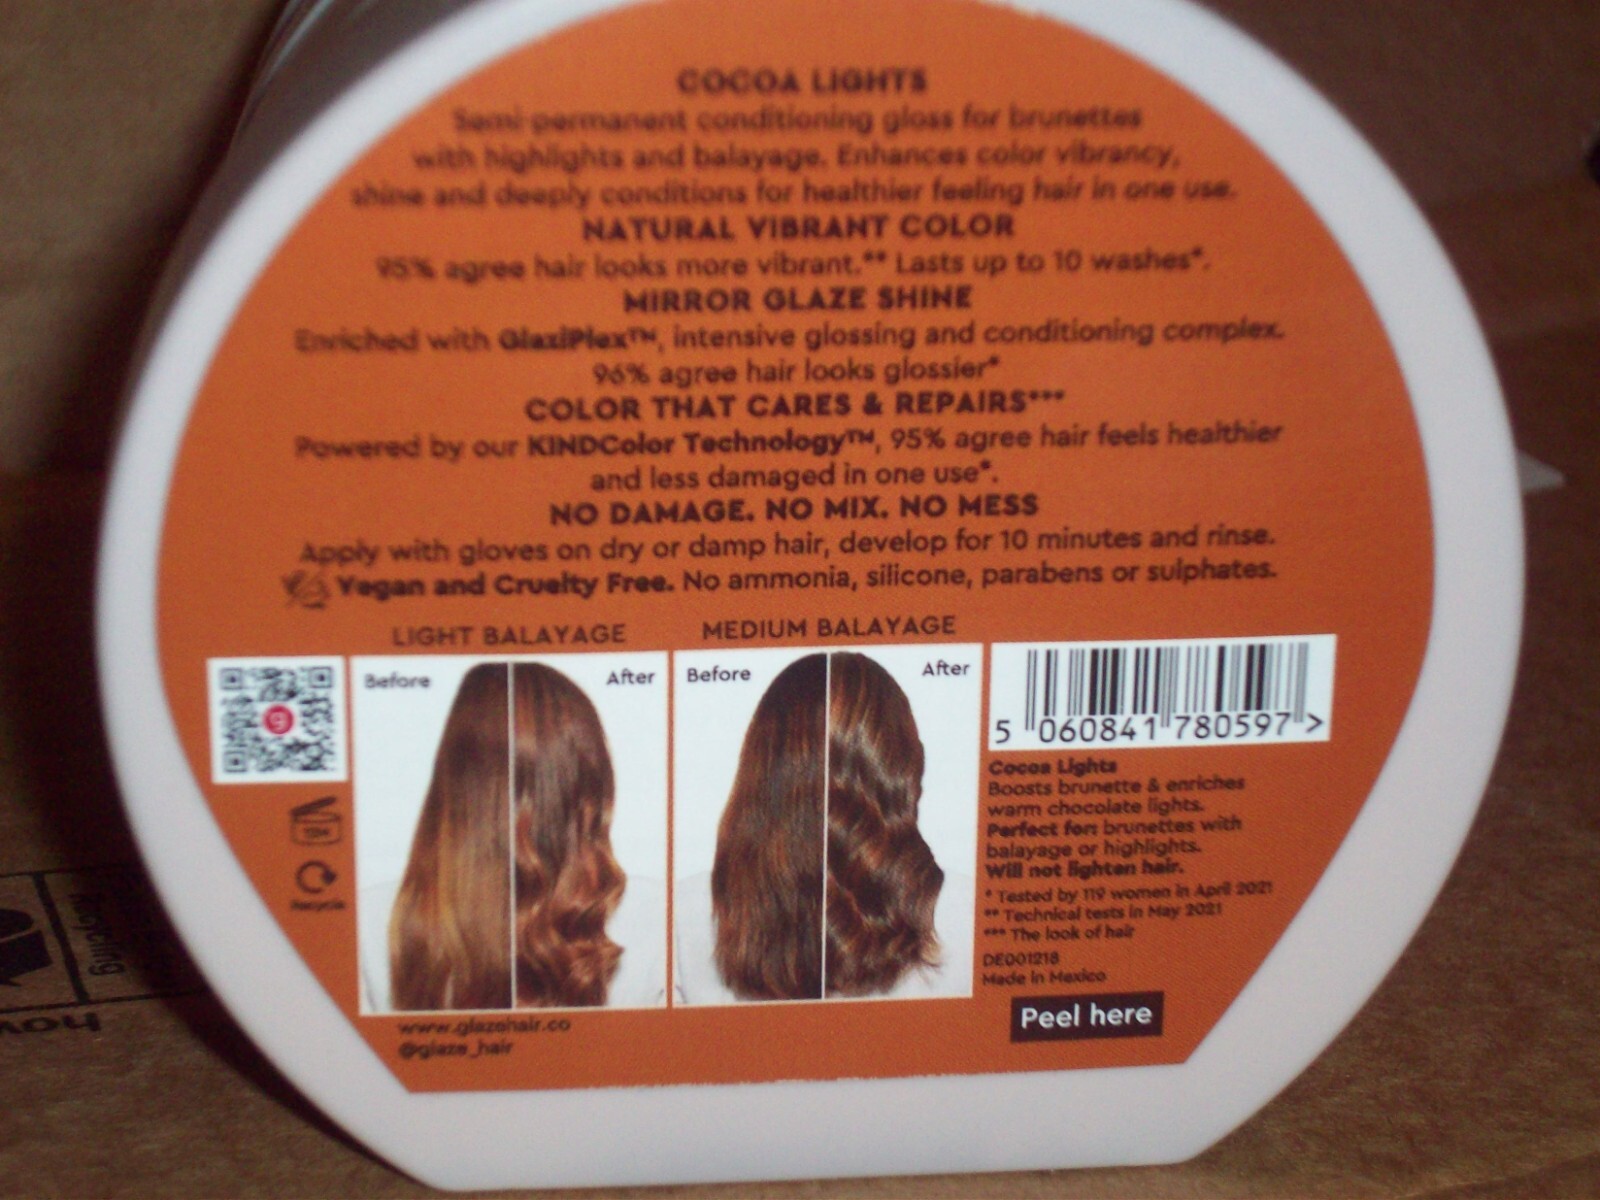 COCOA LIGHTS
Semi-permanent conditioning gloss for brunettes
with highlights and balayage. Enhances color vibrancy,
shine and deeply conditions for healthier feeling hair in one use.
NATURAL VIBRANT COLOR
95% agree hair looks more vibrant.** Lasts up to 10 washes*.
MIRROR GLAZE SHINE
Enriched with GlaziPlex™, intensive glossing and conditioning complex.
96% agree hair looks glossier*
COLOR THAT CARES & REPAIRS***
Powered by our KINDColor Technology™, 95% agree hair feels healthier
and less damaged in one use*.
NO DAMAGE. NO MIX. NO MESS
Apply with gloves on dry or damp hair, develop for 10 minutes and rinse.
Vegan and Cruelty Free. No ammonia, silicone, parabens or sulphates.
LIGHT BALAYAGE
Before After
MEDIUM BALAYAGE
Before After
g
Recycle
www.glazehair.co
@glaze_hair
5 060841 780597 >
Cocoa Lights
Boosts brunette & enriches
warm chocolate lights.
Perfect for: brunettes with
balayage or highlights.
Will not lighten hair.
* Tested by 119 women in April 2021
** Technical tests in May 2021
*** The look of hair
DE001218
Made in Mexico
Peel here